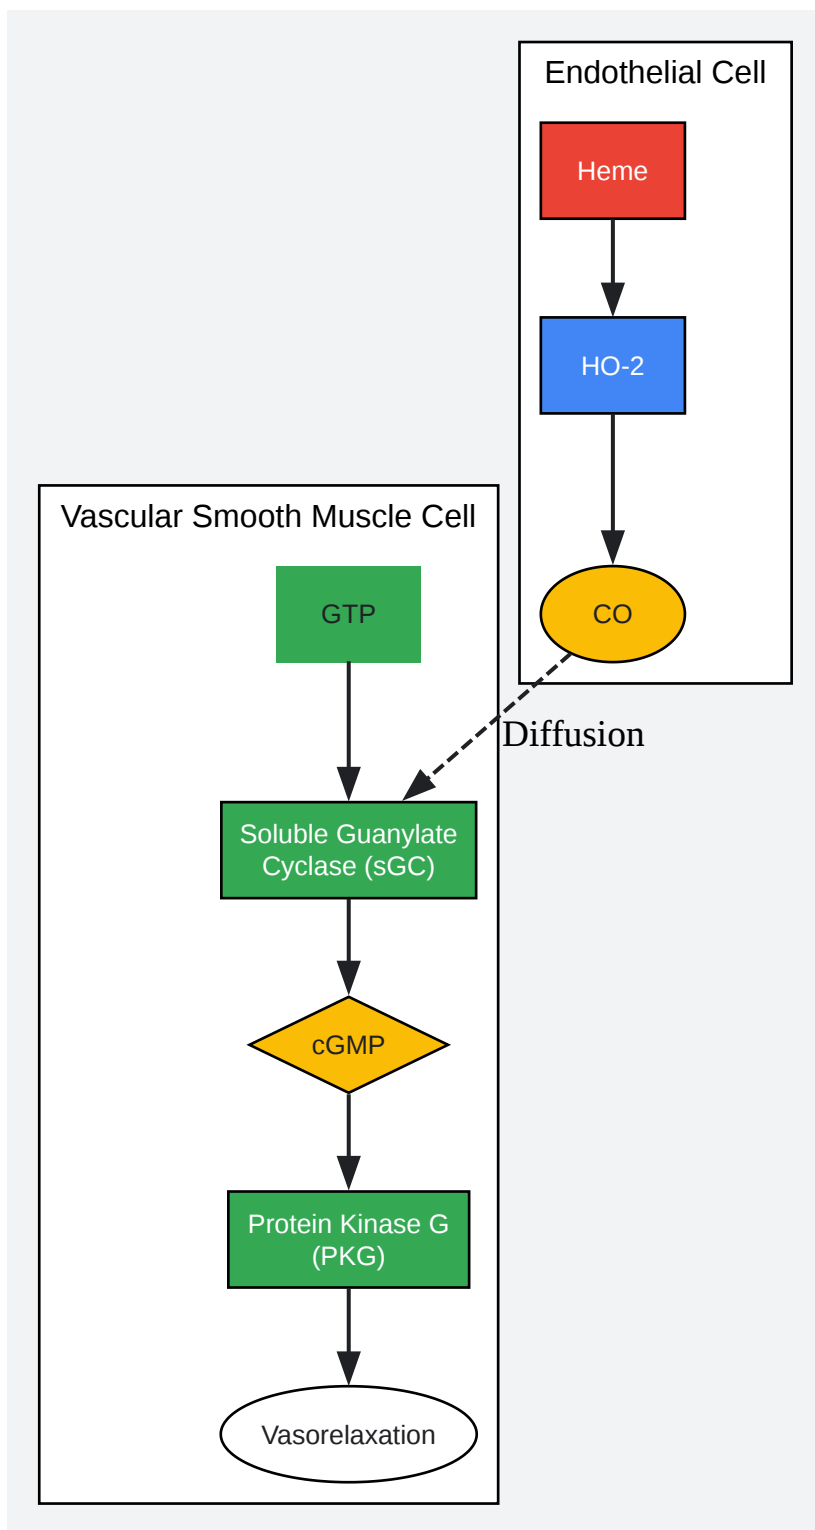 Endothelial Cell
Heme
HO-2
CO
Diffusion
Vascular Smooth Muscle Cell
GTP
Soluble Guanylate
Cyclase (sGC)
cGMP
Protein Kinase G
(PKG)
Vasorelaxation